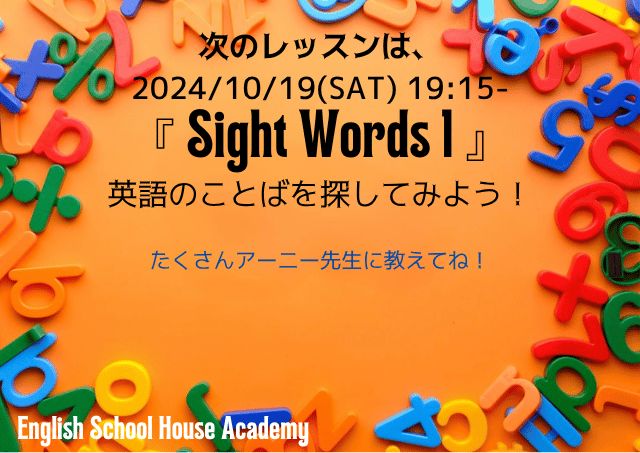 次のレッスンは、
2024/10/19(SAT) 19:15-
『 Sight Words 1 』
英語のことばを探してみよう！
たくさんアーニー先生に教えてね！
English School House Academy